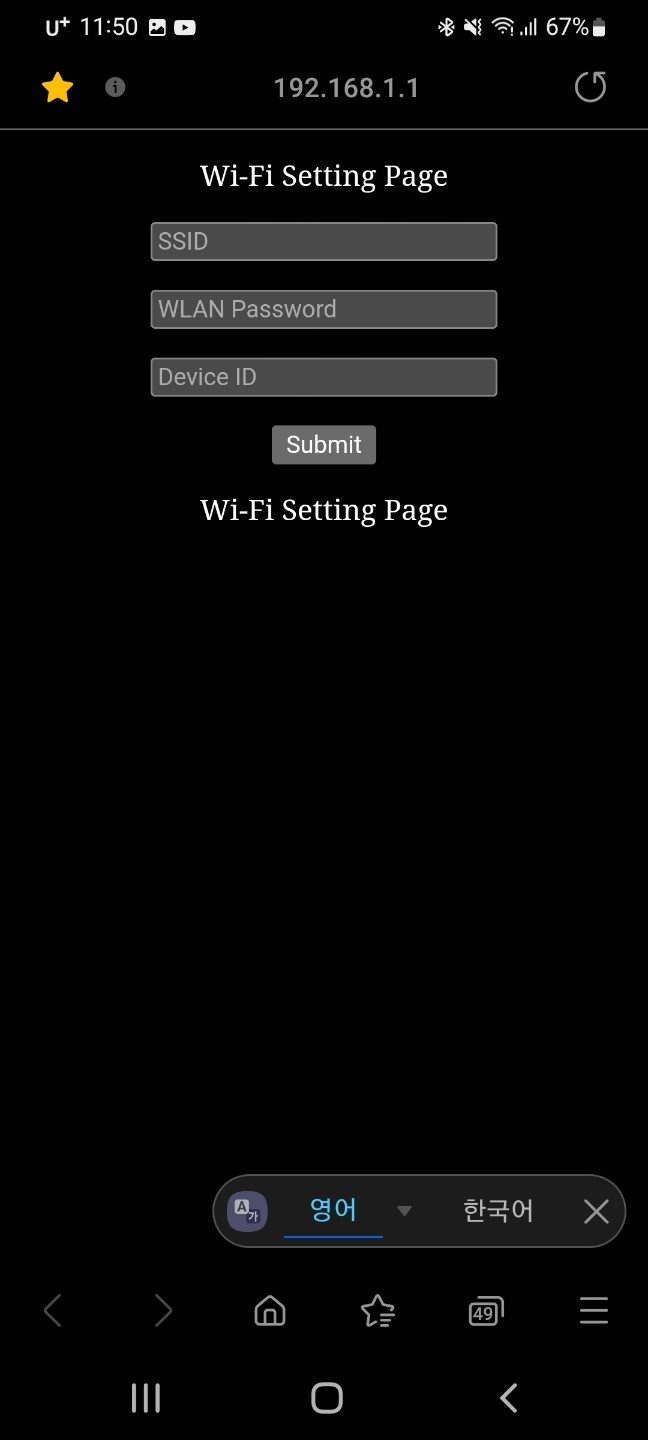 U+ 11:50 67%
192.168.1.1
Wi-Fi Setting Page
SSID
WLAN Password
Device ID
Submit
Wi-Fi Setting Page
A 가 영어 한국어
49